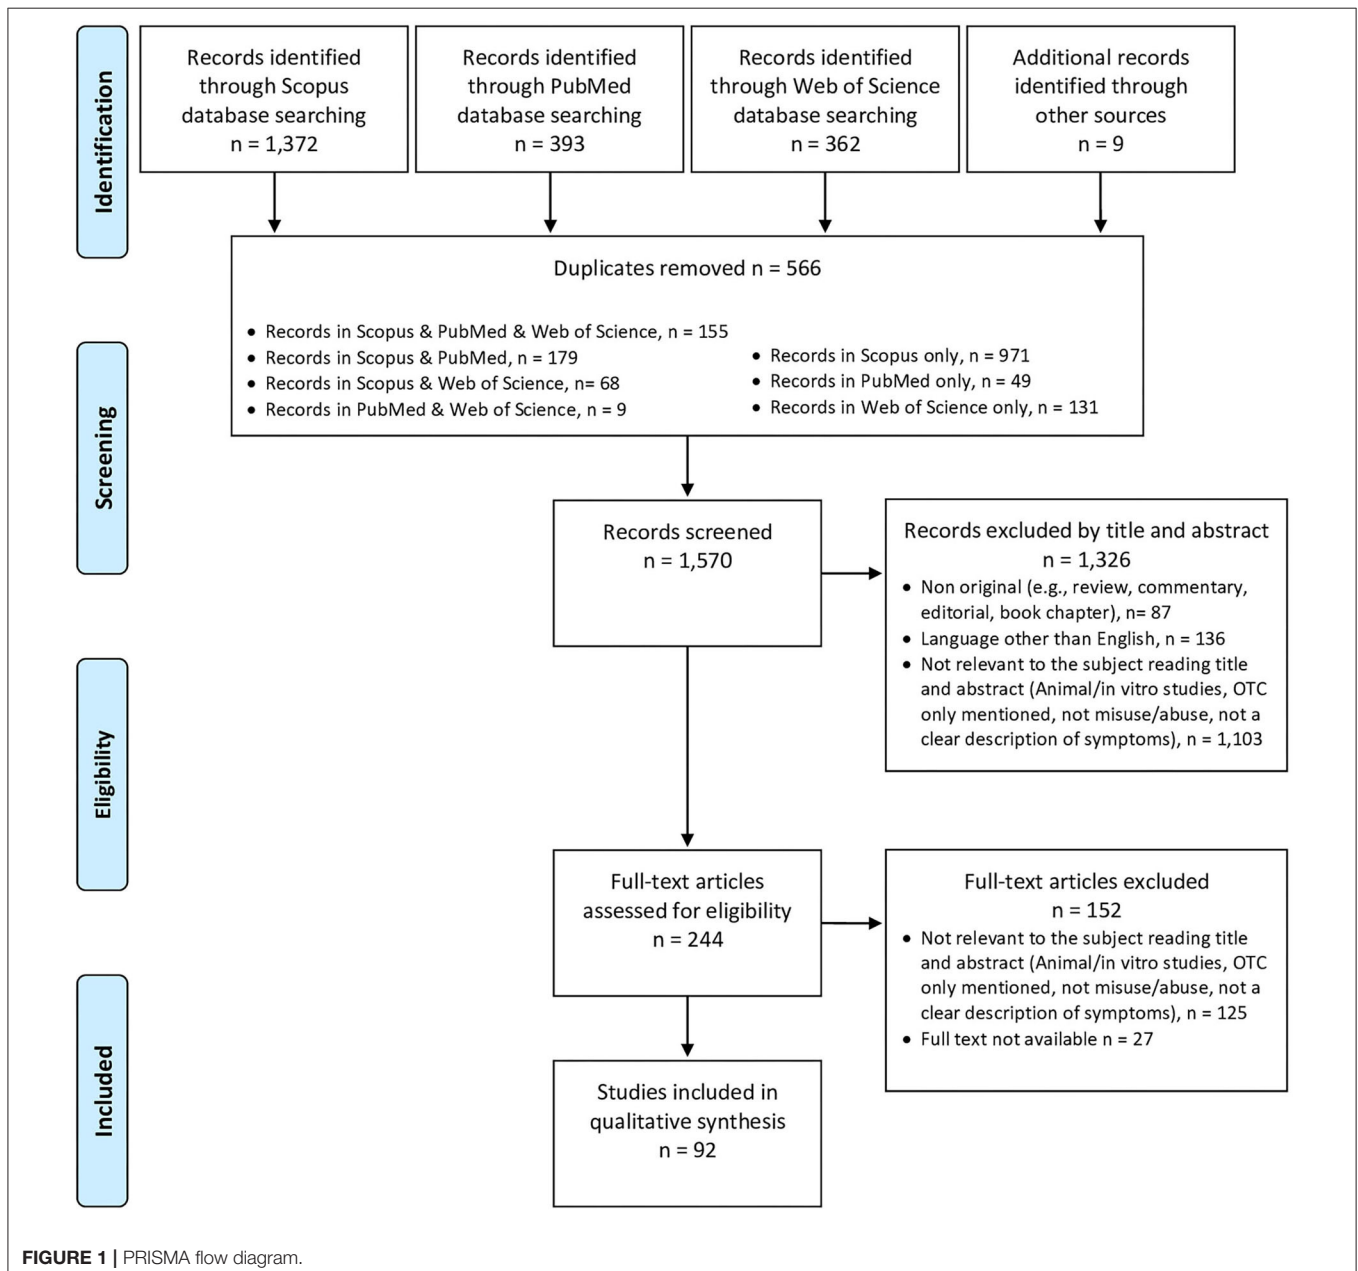 Identification
Records identified
through Scopus
database searching
n = 1,372
Records identified
through PubMed
database searching
n = 393
Records identified
through Web of Science
database searching
n = 362
Additional records
identified through
other sources
n = 9
Duplicates removed n = 566
• Records in Scopus & PubMed & Web of Science, n = 155
• Records in Scopus & PubMed, n = 179
• Records in Scopus & Web of Science, n= 68
• Records in PubMed & Web of Science, n = 9
• Records in Scopus only, n = 971
• Records in PubMed only, n = 49
• Records in Web of Science only, n = 131
Screening
Records screened
n = 1,570
Records excluded by title and abstract
n = 1,326
• Non original (e.g., review, commentary,
editorial, book chapter), n= 87
• Language other than English, n = 136
• Not relevant to the subject reading title
and abstract (Animal/in vitro studies, OTC
only mentioned, not misuse/abuse, not a
clear description of symptoms), n = 1,103
Eligibility
Full-text articles
assessed for eligibility
n = 244
Full-text articles excluded
n = 152
• Not relevant to the subject reading title
and abstract (Animal/in vitro studies, OTC
only mentioned, not misuse/abuse, not a
clear description of symptoms), n = 125
• Full text not available n = 27
Included
Studies included in
qualitative synthesis
n = 92
FIGURE 1 | PRISMA flow diagram.